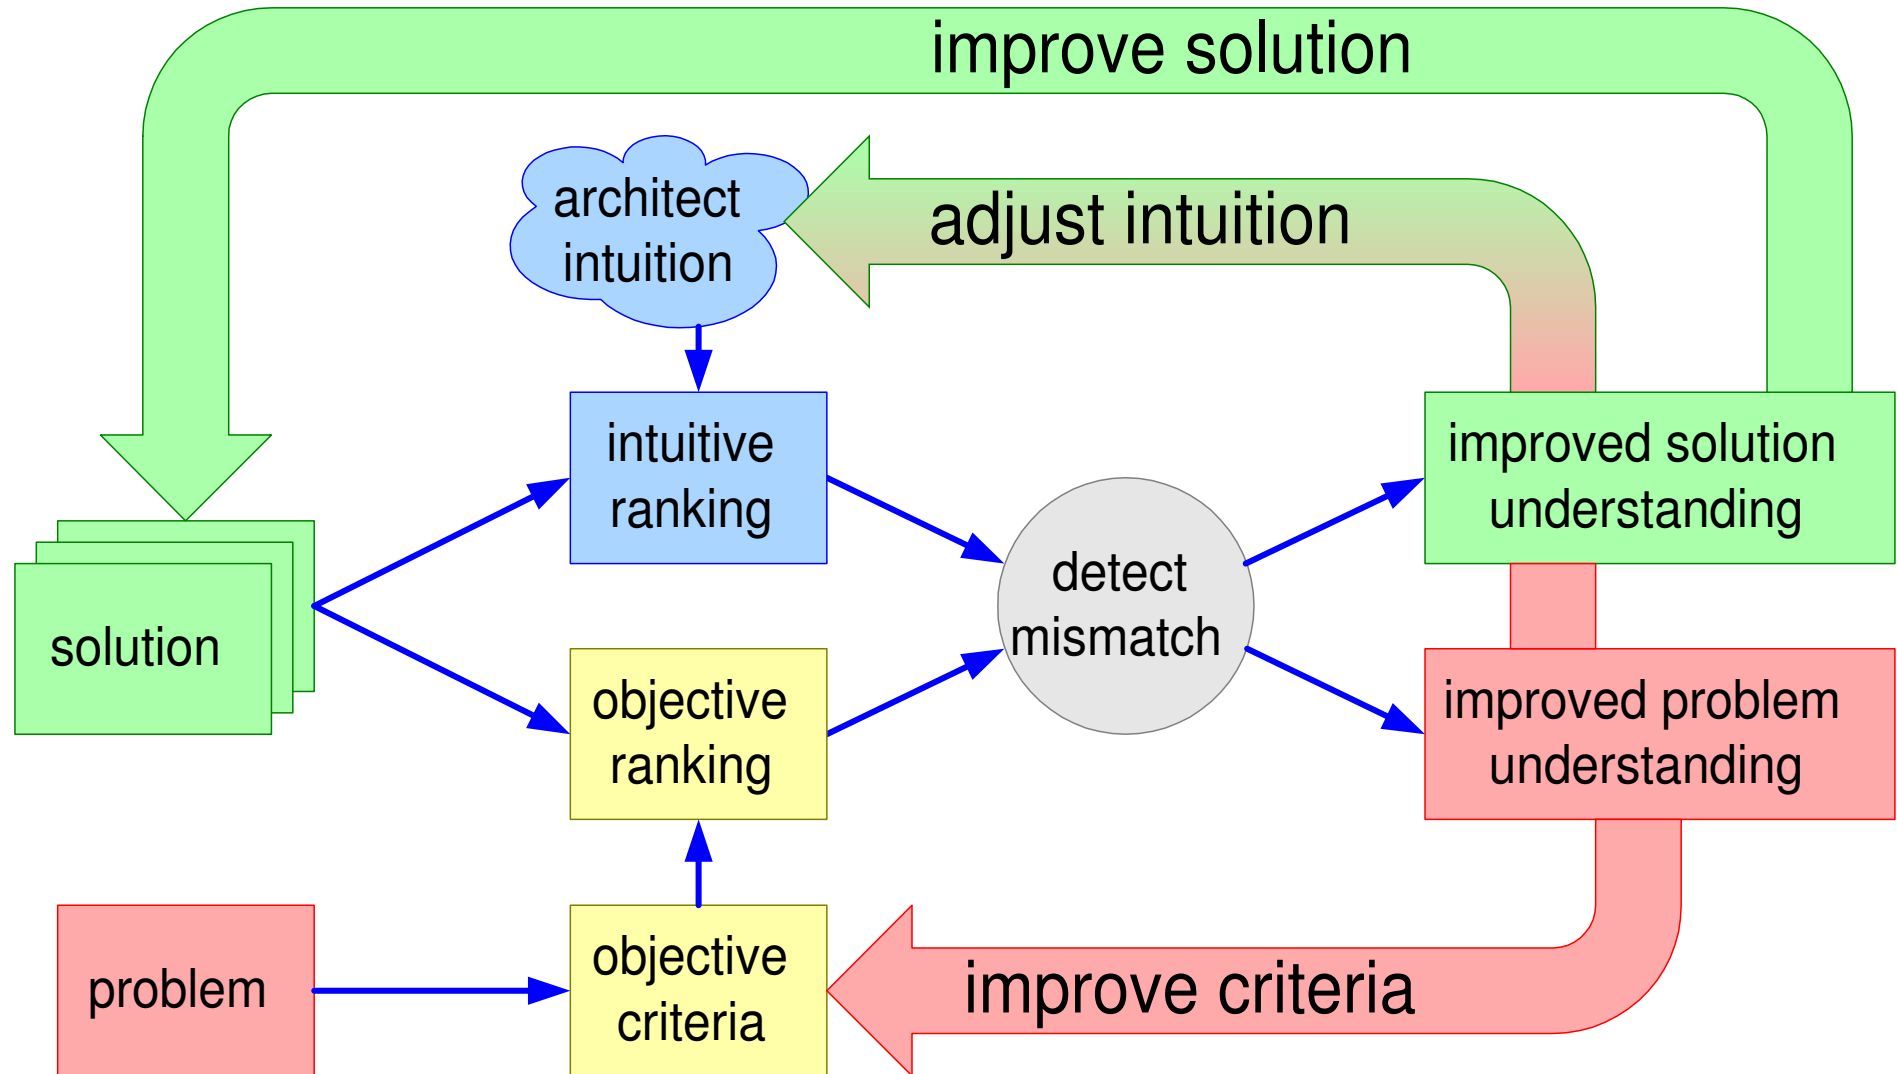 improve solution
architect
intuition
adjust intuition
intuitive
ranking
improved solution
understanding
detect
mismatch
solution
objective
ranking
improved problem
understanding
problem
objective
criteria
improve criteria